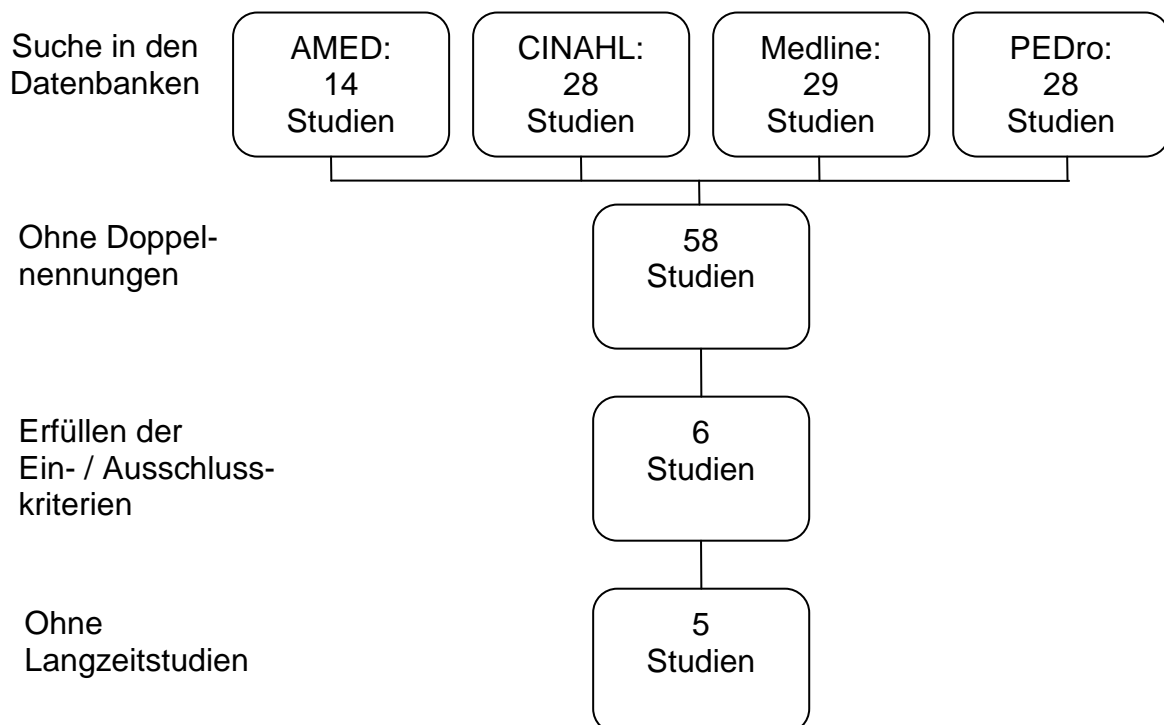 Suche in den
Datenbanken
AMED:
14
Studien
CINAHL:
28
Studien
Medline:
29
Studien
PEDro:
28
Studien
Ohne Doppel-
nennungen
58
Studien
Erfüllen der
Ein- / Ausschluss-
kriterien
6
Studien
Ohne
Langzeitstudien
5
Studien